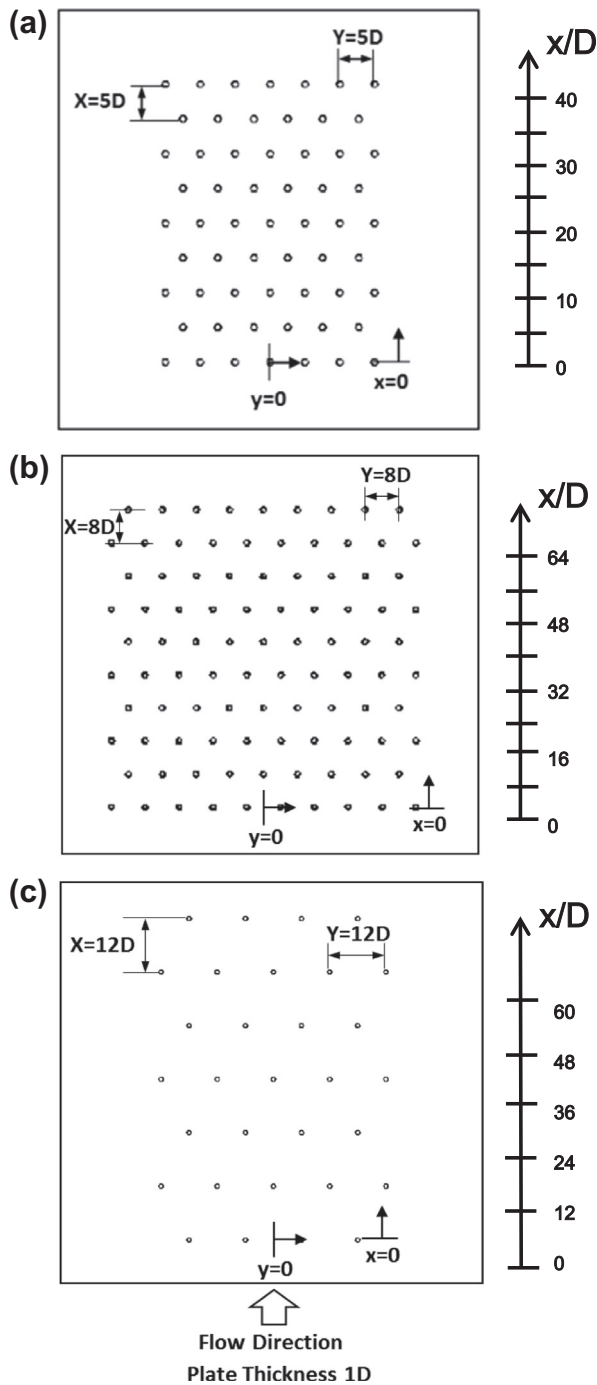 (a)
Y=5D
X=5D
x/D
40
30
20
10
0
y=0
x=0
(b)
Y=8D
X=8D
x/D
64
48
32
16
0
y=0
x=0
(c)
X=12D
Y=12D
x/D
60
48
36
24
12
0
y=0
x=0
Flow Direction
Plate Thickness 1D